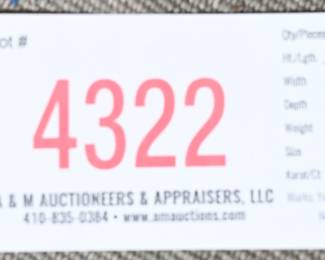 ot #
4322
A & M AUCTIONEERS & APPRAISERS, LLC
410-835-0384 • www.amauctions.com
Qty/Pieces
Ht./Lgth.
Width
Depth
Weight
Size
Karat/Ct
Works: